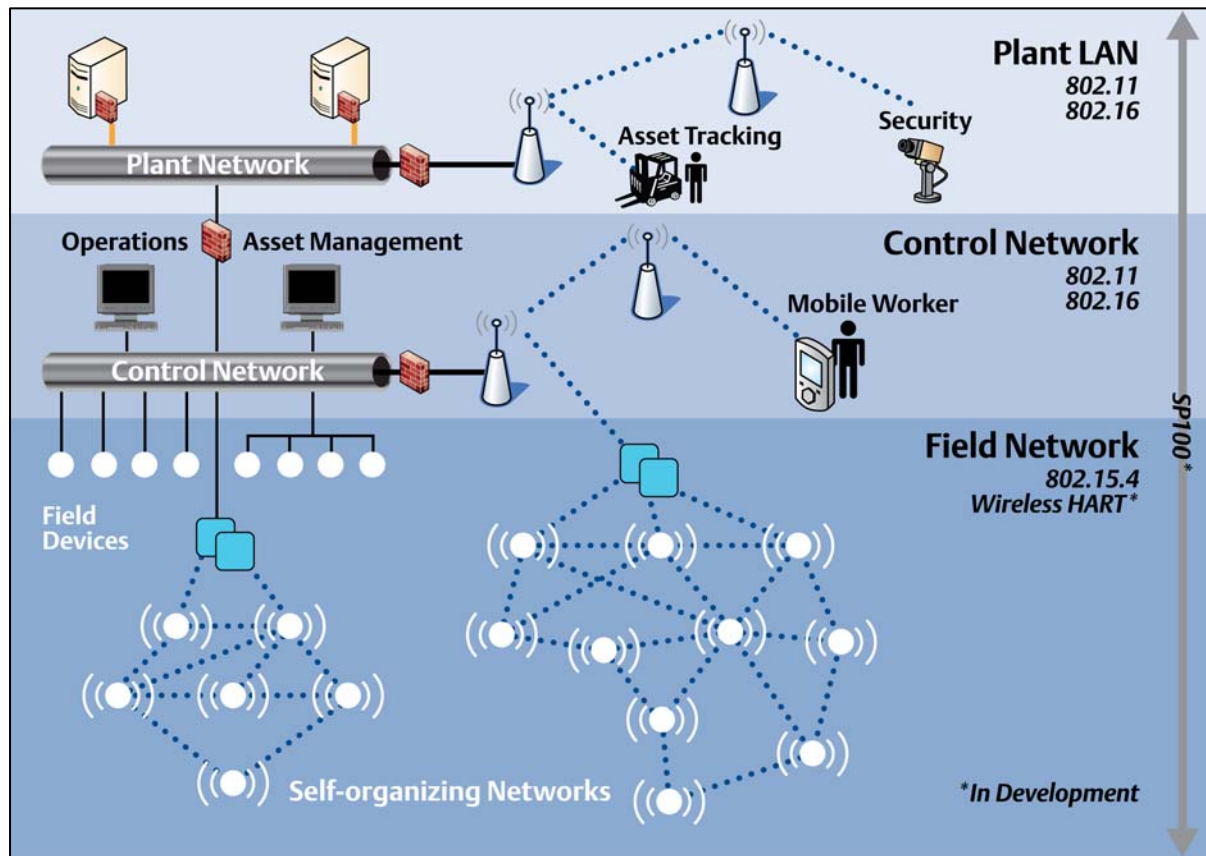 Plant LAN
802.11
802.16
Security
Asset Tracking
Plant Network
Operations
Asset Management
Control Network
802.11
802.16
Mobile Worker
Control Network
SP100*
Field Network
802.15.4
Wireless HART*
Field
Devices
Self-organizing Networks
*In Development